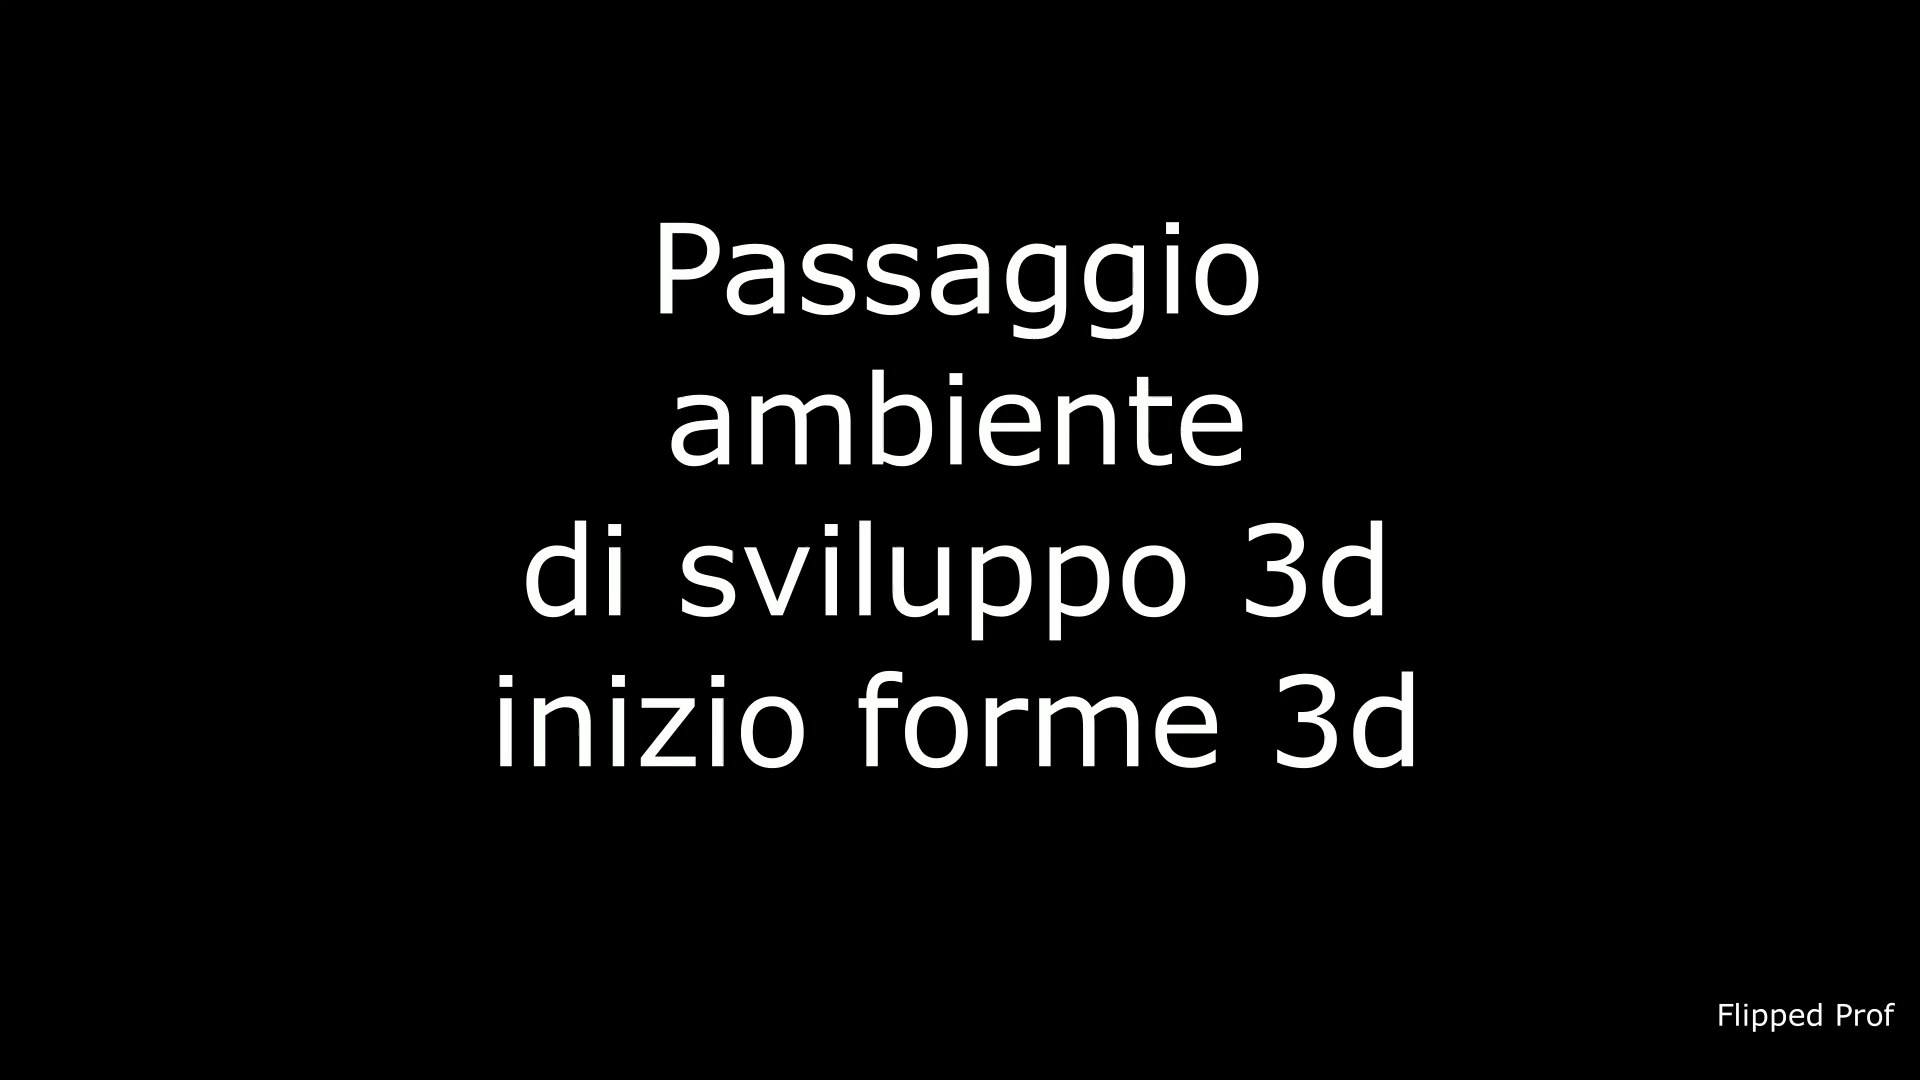 Passaggio
ambiente
di sviluppo 3d
inizio forme 3d
Flipped Prof